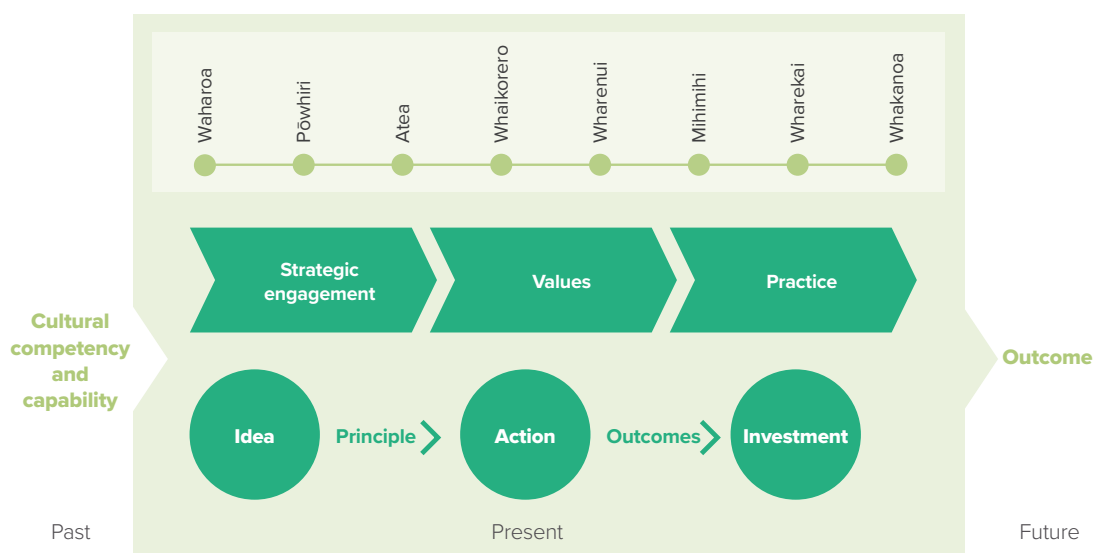 Waharoa
Pōwhiri
Atea
Whaikorero
Wharenui
Mihimihi
Wharekai
Whakanoa
Strategic
engagement
Values
Practice
Cultural
competency
and
capability
Outcome
Idea
Principle
Action
Outcomes
Investment
Past
Present
Future